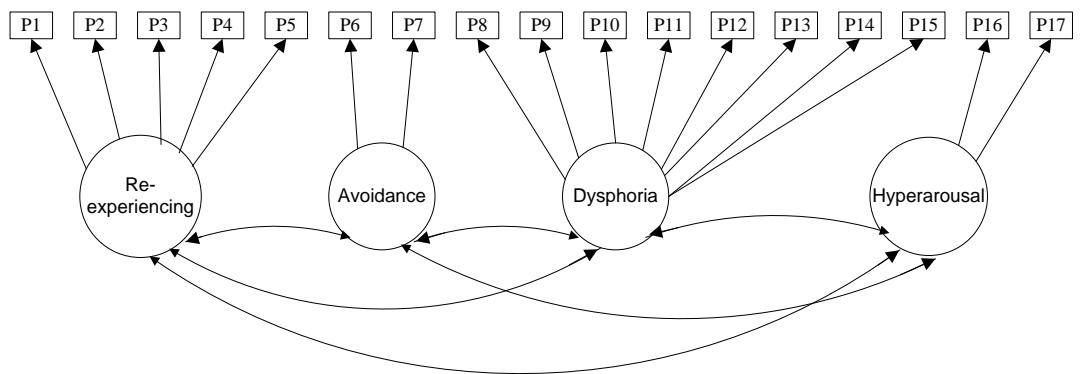 P1 P2 P3 P4 P5 P6 P7 P8 P9 P10 P11 P12 P13 P14 P15 P16 P17
Re-
experiencing
Avoidance
Dysphoria
Hyperarousal